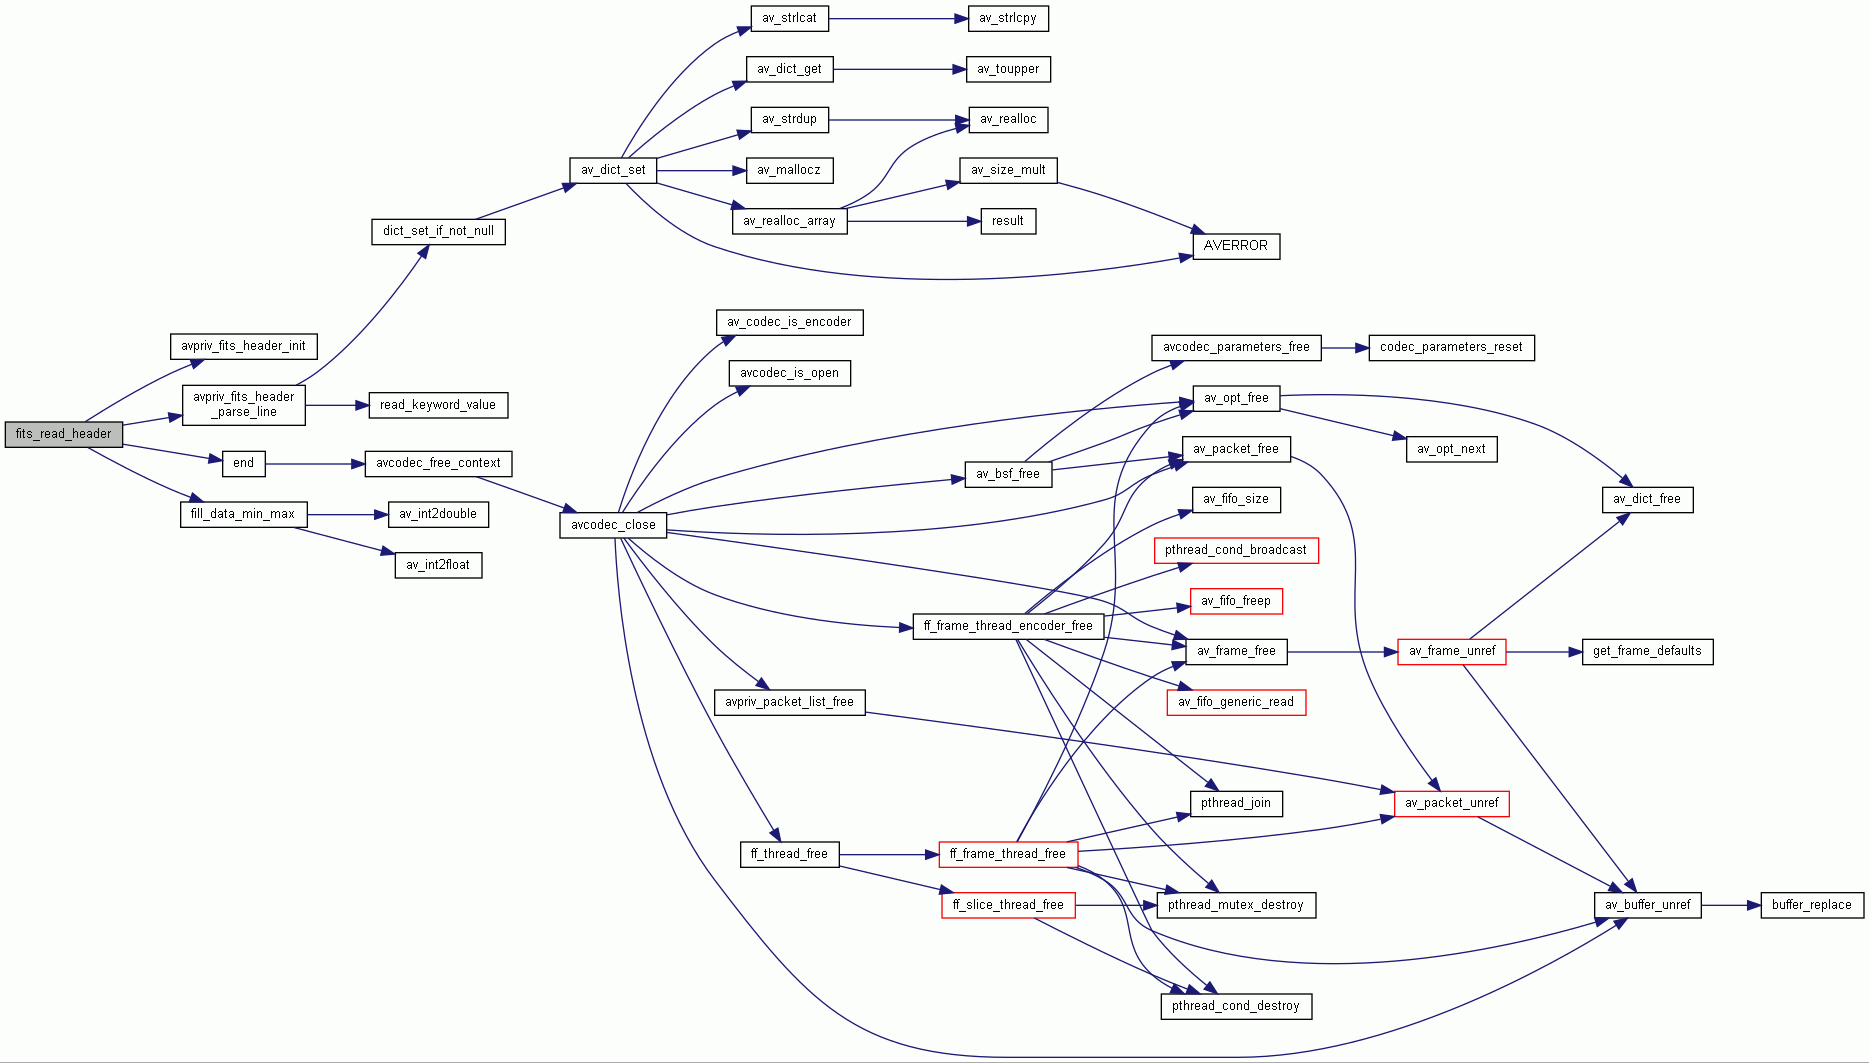 av_strlcat
av_strlcpy
av_dict_get
av_toupper
av_strdup
av_realloc
av_dict_set
av_mallocz
av_size_mult
av_realloc_array
result
dict_set_if_not_null
AVERROR
av_codec_is_encoder
avpriv_fits_header_init
avcodec_parameters_free
codec_parameters_reset
avcodec_is_open
avpriv_fits_header
_parse_line
read_keyword_value
av_opt_free
fits_read_header
av_packet_free
av_opt_next
end
avcodec_free_context
av_bsf_free
av_fifo_size
av_dict_free
fill_data_min_max
av_int2double
avcodec_close
pthread_cond_broadcast
av_int2float
av_fifo_freep
ff_frame_thread_encoder_free
av_frame_free
av_frame_unref
get_frame_defaults
avpriv_packet_list_free
av_fifo_generic_read
pthread_join
av_packet_unref
ff_thread_free
ff_frame_thread_free
ff_slice_thread_free
pthread_mutex_destroy
av_buffer_unref
buffer_replace
pthread_cond_destroy